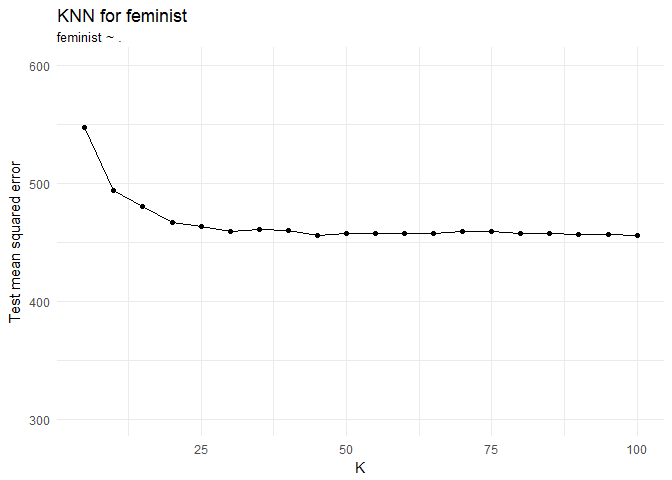 KNN for feminist
feminist ~ .
600
500
400
300
Test mean squared error
25 50 75 100
K